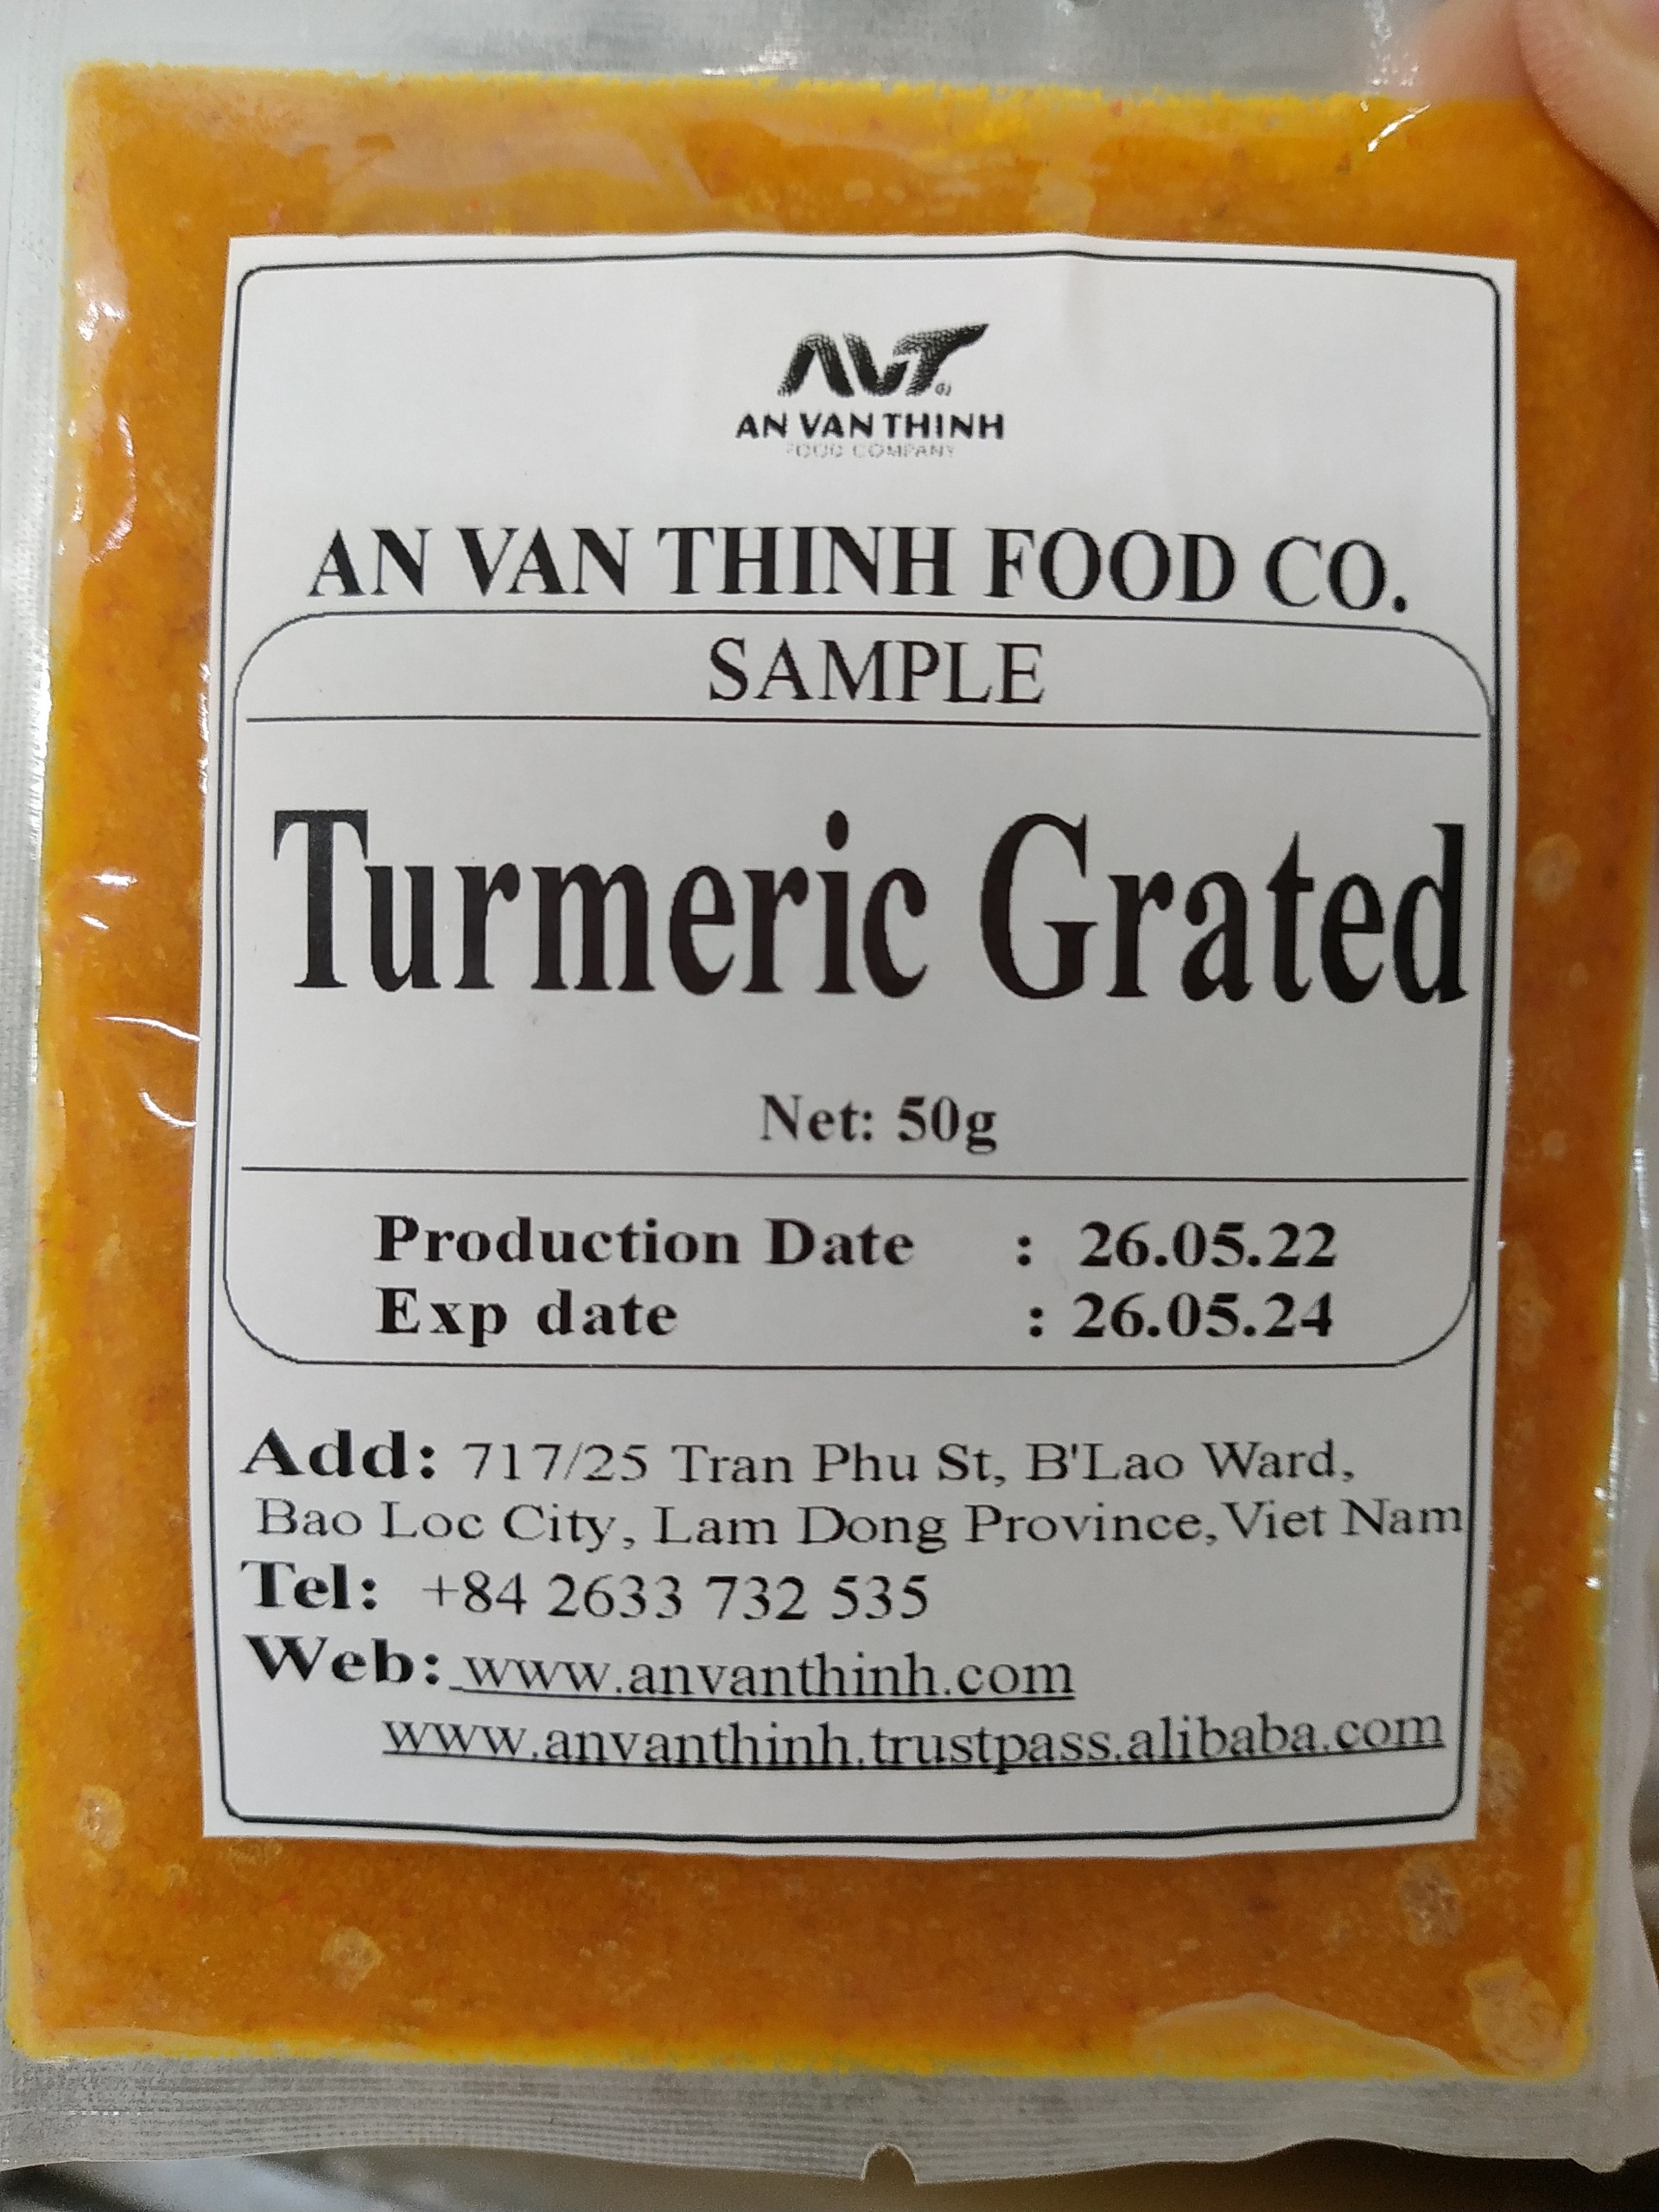 AVT
AN VAN THINH
FOOD COMPANY
AN VAN THINH FOOD CO.
SAMPLE
Turmeric Grated
Net: 50g
Production Date : 26.05.22
Exp date : 26.05.24
Add: 717/25 Tran Phu St, B'Lao Ward,
Bao Loc City, Lam Dong Province, Viet Nam
Tel: +84 2633 732 535
Web: www.anvanthinh.com
www.anvanthinh.trustpass.alibaba.com